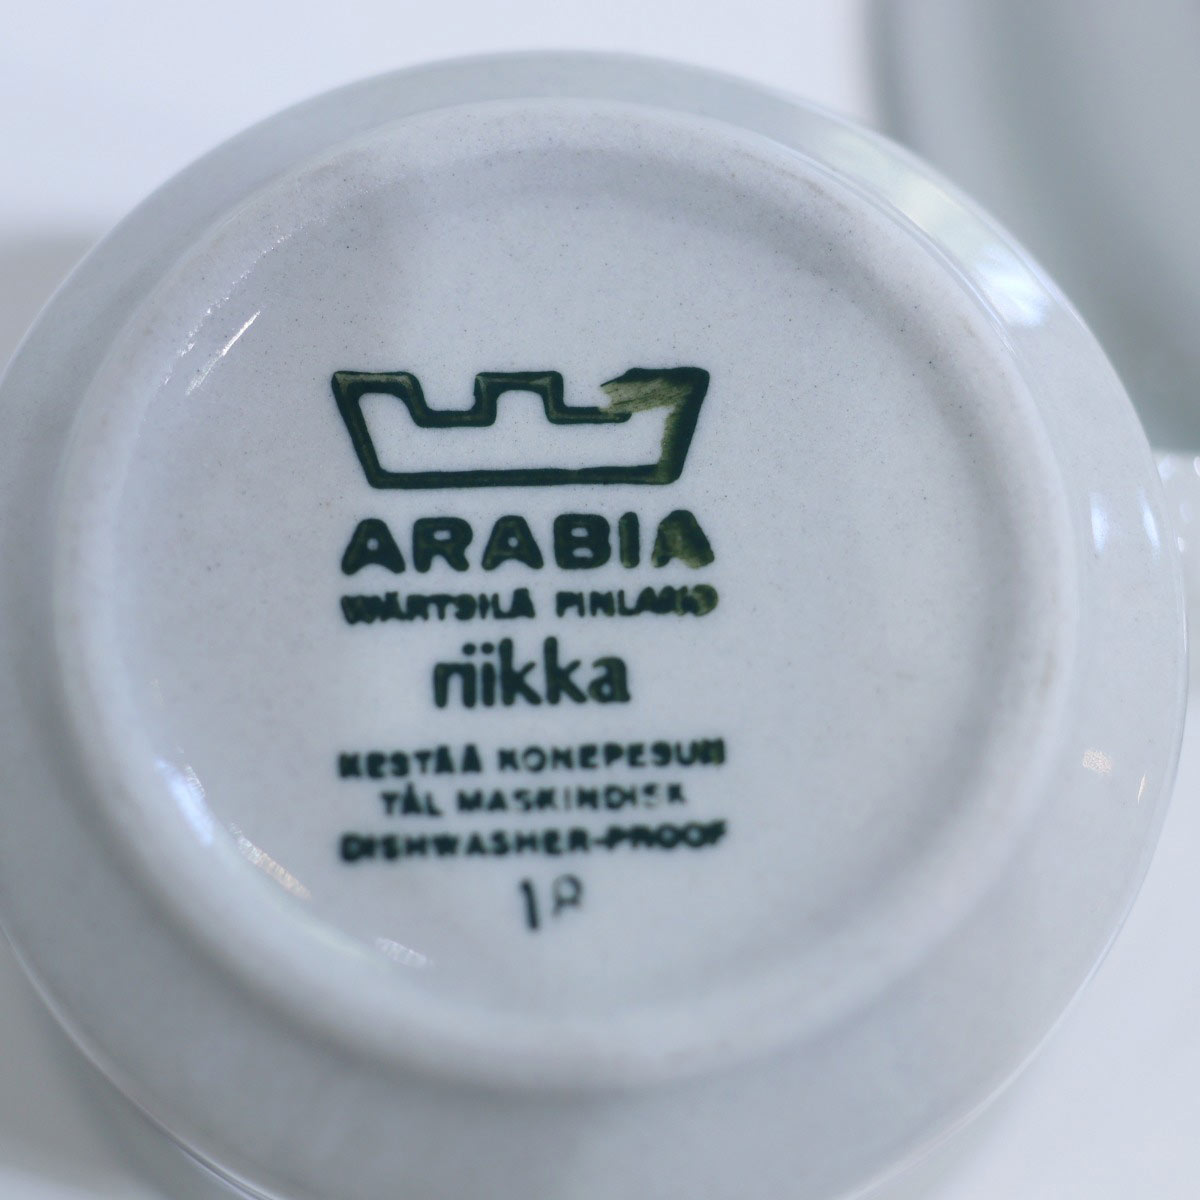 ARABIA
WÄRTSILÄ FINLAND
riikka
KESTÄÄ KONEPESUN
TÅL MASKINDISK
DISHWASHER-PROOF